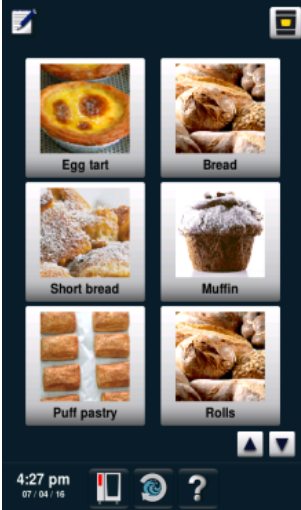 Egg tart
Bread
Short bread
Muffin
Puff pastry
Rolls
4:27 pm
07 / 04 / 16
?